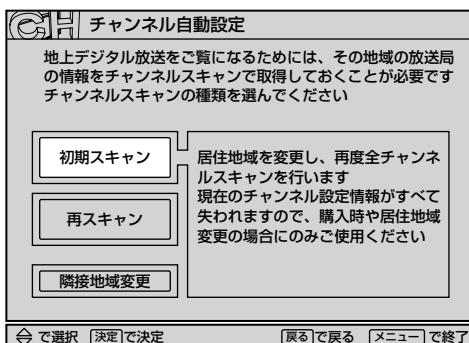 CH チャンネル自動設定
地上デジタル放送をご覧になるためには、その地域の放送局
の情報をチャンネルスキャンで取得しておくことが必要です
チャンネルスキャンの種類を選んでください
初期スキャン
再スキャン
隣接地域変更
居住地域を変更し、再度全チャンネ
ルスキャンを行います
現在のチャンネル設定情報がすべて
失われますので、購入時や居住地域
変更の場合にのみご使用ください
で選択 決定で決定 戻るで戻る メニューで終了